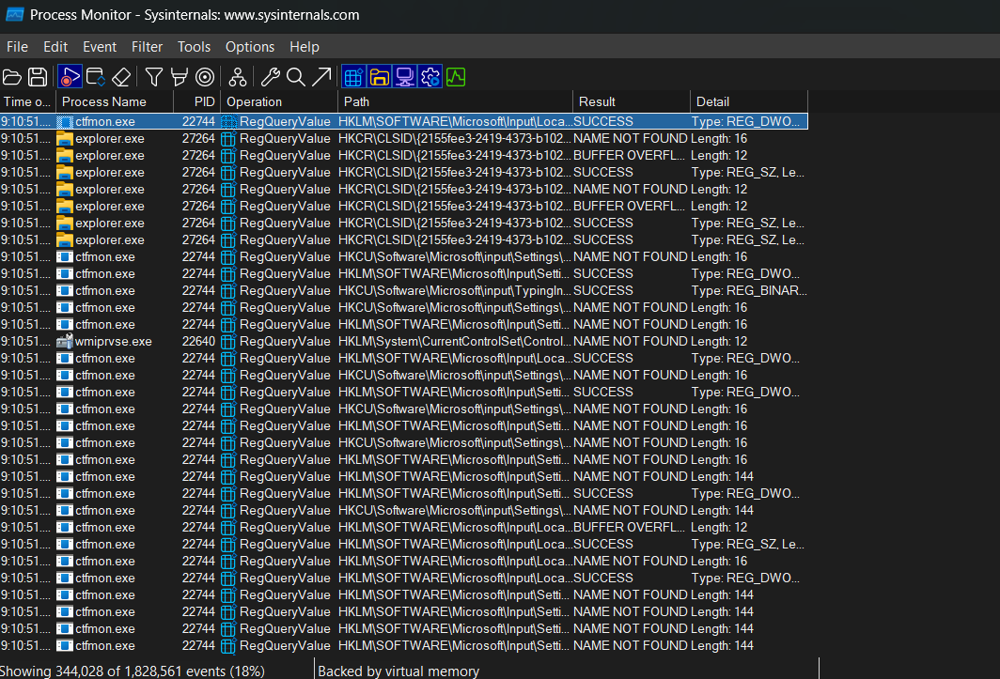 Process Monitor - Sysinternals: www.sysinternals.com
File Edit Event Filter Tools Options Help
Time o... Process Name PID Operation Path Result Detail
9:10:51.... ctfmon.exe 22744 RegQueryValue HKLM\SOFTWARE\Microsoft\Input\Loca... SUCCESS Type: REG_DWO...
9:10:51.... explorer.exe 27264 RegQueryValue HKCR\CLSID\{2155fee3-2419-4373-b102... NAME NOT FOUND Length: 16
9:10:51.... explorer.exe 27264 RegQueryValue HKCR\CLSID\{2155fee3-2419-4373-b102... BUFFER OVERFL... Length: 12
9:10:51.... explorer.exe 27264 RegQueryValue HKCR\CLSID\{2155fee3-2419-4373-b102... SUCCESS Type: REG_SZ, Le...
9:10:51.... explorer.exe 27264 RegQueryValue HKCR\CLSID\{2155fee3-2419-4373-b102... NAME NOT FOUND Length: 12
9:10:51.... explorer.exe 27264 RegQueryValue HKCR\CLSID\{2155fee3-2419-4373-b102... BUFFER OVERFL... Length: 12
9:10:51.... explorer.exe 27264 RegQueryValue HKCR\CLSID\{2155fee3-2419-4373-b102... SUCCESS Type: REG_SZ, Le...
9:10:51.... explorer.exe 27264 RegQueryValue HKCR\CLSID\{2155fee3-2419-4373-b102... SUCCESS Type: REG_SZ, Le...
9:10:51.... ctfmon.exe 22744 RegQueryValue HKCU\Software\Microsoft\input\Settings\... NAME NOT FOUND Length: 16
9:10:51.... ctfmon.exe 22744 RegQueryValue HKLM\SOFTWARE\Microsoft\Input\Setti... SUCCESS Type: REG_DWO...
9:10:51.... ctfmon.exe 22744 RegQueryValue HKCU\Software\Microsoft\input\TypingIn... SUCCESS Type: REG_BINAR...
9:10:51.... ctfmon.exe 22744 RegQueryValue HKCU\Software\Microsoft\input\Settings\... NAME NOT FOUND Length: 16
9:10:51.... ctfmon.exe 22744 RegQueryValue HKLM\SOFTWARE\Microsoft\Input\Setti... NAME NOT FOUND Length: 16
9:10:51.... wmiprvse.exe 22640 RegQueryValue HKLM\System\CurrentControlSet\Control... NAME NOT FOUND Length: 12
9:10:51.... ctfmon.exe 22744 RegQueryValue HKLM\SOFTWARE\Microsoft\Input\Loca... SUCCESS Type: REG_DWO...
9:10:51.... ctfmon.exe 22744 RegQueryValue HKCU\Software\Microsoft\input\Settings\... NAME NOT FOUND Length: 16
9:10:51.... ctfmon.exe 22744 RegQueryValue HKLM\SOFTWARE\Microsoft\Input\Setti... SUCCESS Type: REG_DWO...
9:10:51.... ctfmon.exe 22744 RegQueryValue HKCU\Software\Microsoft\input\Settings\... NAME NOT FOUND Length: 16
9:10:51.... ctfmon.exe 22744 RegQueryValue HKLM\SOFTWARE\Microsoft\Input\Setti... NAME NOT FOUND Length: 16
9:10:51.... ctfmon.exe 22744 RegQueryValue HKCU\Software\Microsoft\input\Settings\... NAME NOT FOUND Length: 16
9:10:51.... ctfmon.exe 22744 RegQueryValue HKLM\SOFTWARE\Microsoft\Input\Setti... NAME NOT FOUND Length: 16
9:10:51.... ctfmon.exe 22744 RegQueryValue HKLM\SOFTWARE\Microsoft\Input\Setti... NAME NOT FOUND Length: 144
9:10:51.... ctfmon.exe 22744 RegQueryValue HKLM\SOFTWARE\Microsoft\Input\Setti... SUCCESS Type: REG_DWO...
9:10:51.... ctfmon.exe 22744 RegQueryValue HKCU\Software\Microsoft\input\Settings\... NAME NOT FOUND Length: 144
9:10:51.... ctfmon.exe 22744 RegQueryValue HKLM\SOFTWARE\Microsoft\Input\Loca... BUFFER OVERFL... Length: 12
9:10:51.... ctfmon.exe 22744 RegQueryValue HKLM\SOFTWARE\Microsoft\Input\Loca... SUCCESS Type: REG_SZ, Le...
9:10:51.... ctfmon.exe 22744 RegQueryValue HKLM\SOFTWARE\Microsoft\Input\Loca... NAME NOT FOUND Length: 16
9:10:51.... ctfmon.exe 22744 RegQueryValue HKLM\SOFTWARE\Microsoft\Input\Loca... SUCCESS Type: REG_DWO...
9:10:51.... ctfmon.exe 22744 RegQueryValue HKLM\SOFTWARE\Microsoft\Input\Setti... NAME NOT FOUND Length: 144
9:10:51.... ctfmon.exe 22744 RegQueryValue HKLM\SOFTWARE\Microsoft\Input\Setti... NAME NOT FOUND Length: 144
9:10:51.... ctfmon.exe 22744 RegQueryValue HKLM\SOFTWARE\Microsoft\Input\Setti... NAME NOT FOUND Length: 144
9:10:51.... ctfmon.exe 22744 RegQueryValue HKLM\SOFTWARE\Microsoft\Input\Setti... NAME NOT FOUND Length: 144
Showing 344,028 of 1,828,561 events (18%) Backed by virtual memory